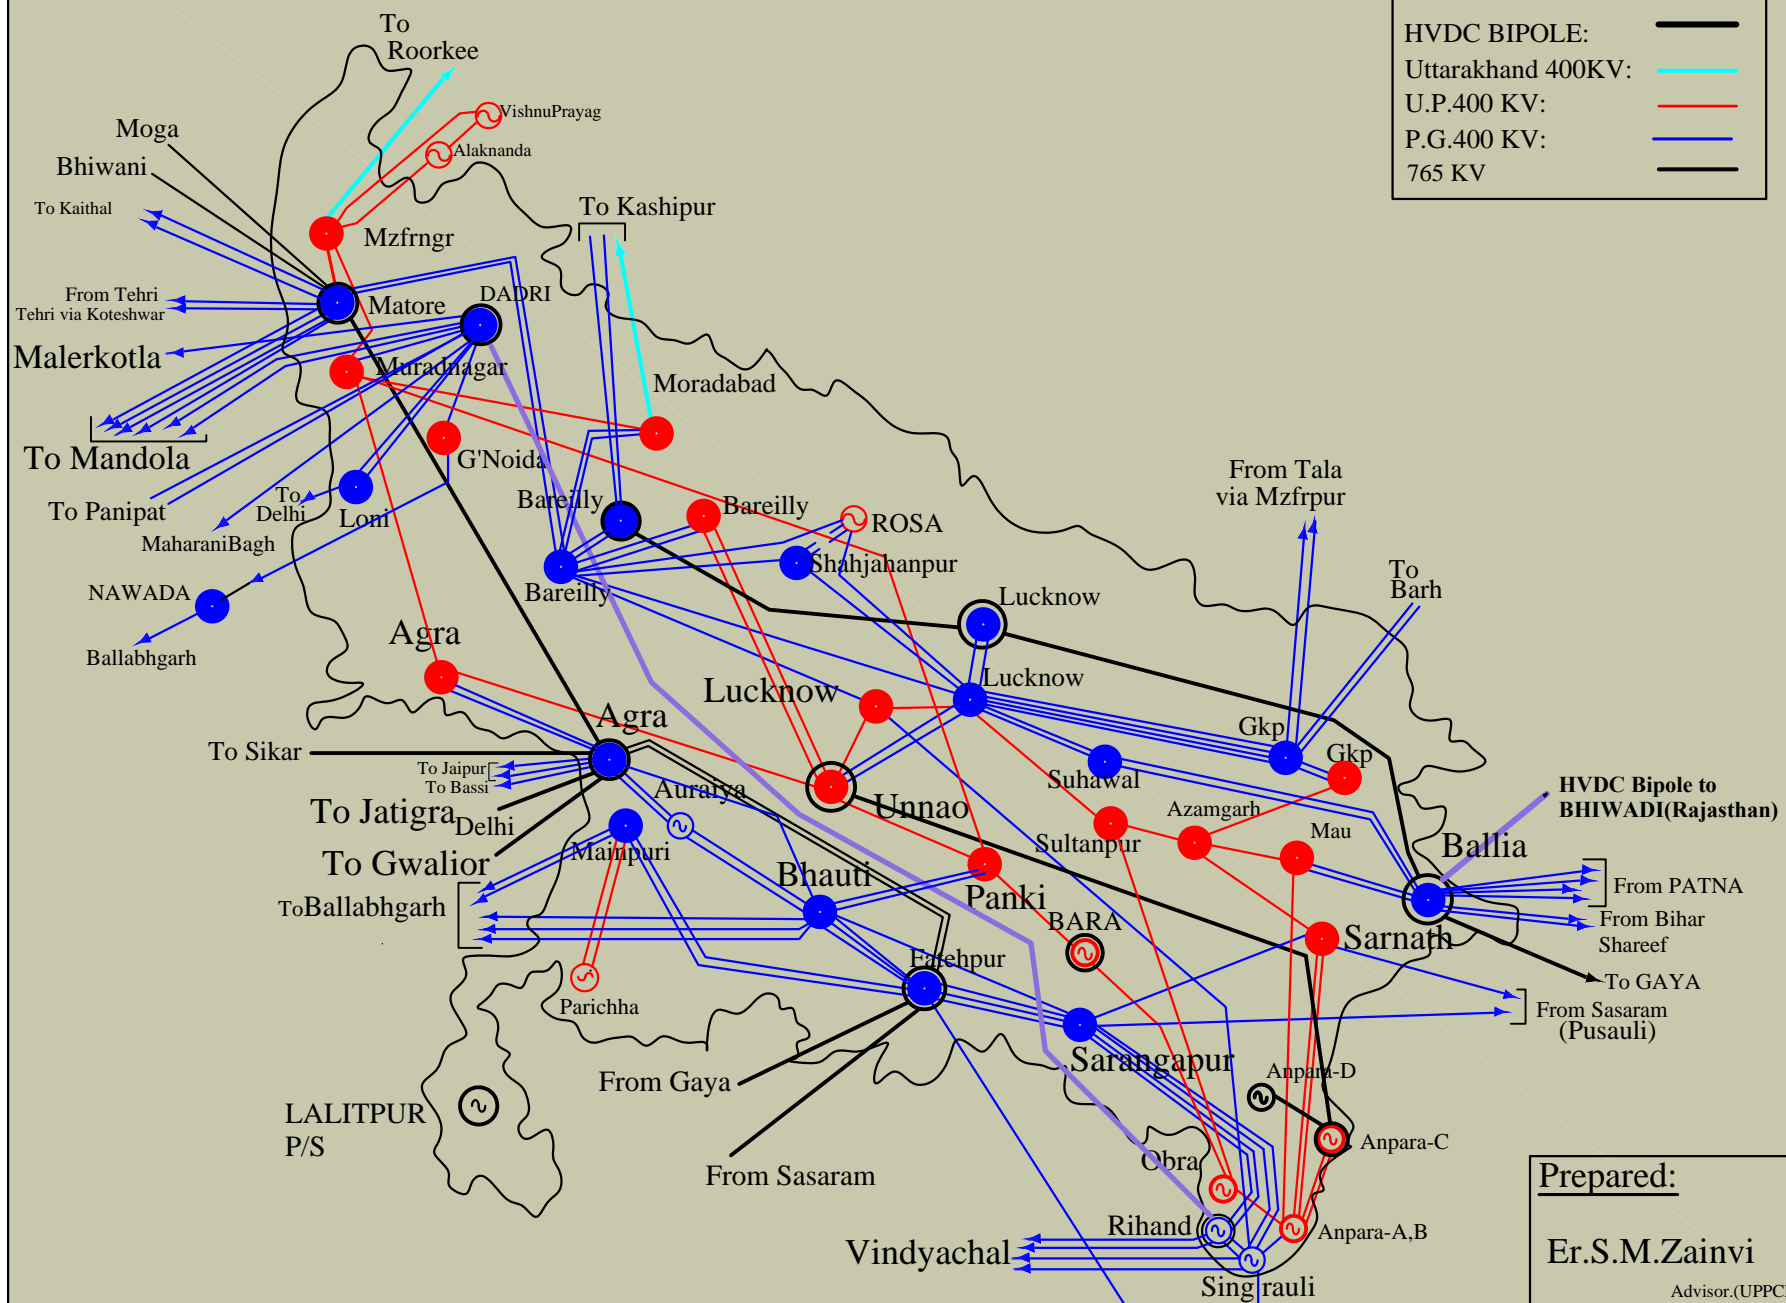 HVDC BIPOLE:
Uttarakhand 400KV:
U.P.400 KV:
P.G.400 KV:
765 KV
To
Roorkee
VishnuPrayag
Alaknanda
Moga
Bhiwani
To Kaithal
Mzfrngr
To Kashipur
From Tehri
Tehri via Koteshwar
Matore
DADRI
Malerkotla
Muradnagar
Moradabad
To Mandola
G'Noida
To Panipat
To
Delhi
Loni
MaharaniBagh
Bareilly
Bareilly
ROSA
From Tala
via Mzfrpur
Shahjahanpur
Bareilly
To
Barh
NAWADA
Ballabhgarh
Lucknow
Agra
Lucknow
Lucknow
Agra
To Sikar
To Jaipur
To Bassi
Gkp
Gkp
Suhawal
Auraiya
Unnao
HVDC Bipole to
BHIWADI(Rajasthan)
To Jatigra
Delhi
Azamgarh
Mau
Sultanpur
Ballia
To Gwalior
Mainpuri
Bhauti
Panki
ToBallabhgarh
From PATNA
BARA
Sarnath
From Bihar
Shareef
Fatehpur
To GAYA
Parichha
From Sasaram
(Pusauli)
Sarangapur
From Gaya
Anpara-D
LALITPUR
P/S
Anpara-C
From Sasaram
Obra
Rihand
Anpara-A,B
Vindyachal
Singrauli
Prepared:
Er.S.M.Zainvi